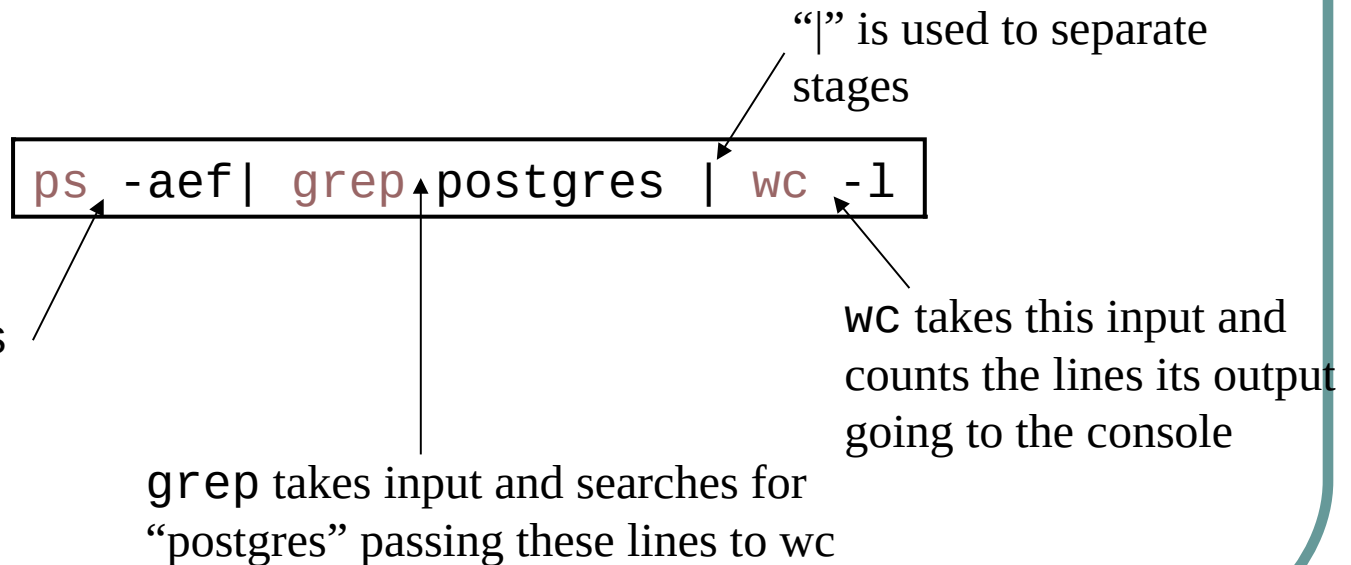 “|” is used to separate
stages
ps -aef| grep postgres | wc -l
wc takes this input and
counts the lines its output
going to the console
grep takes input and searches for
“postgres” passing these lines to wc